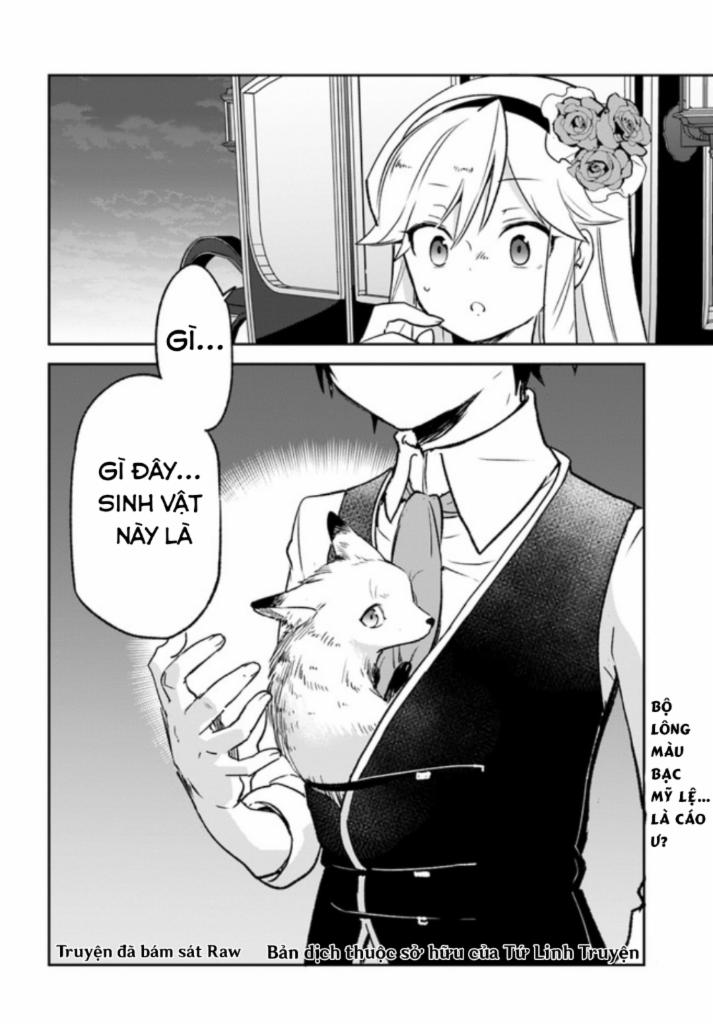 GÌ...
GÌ ĐÂY...
SINH VẬT
NÀY LÀ
BỘ
LÔNG
MÀU
BẠC
MỸ LỆ...
LÀ CÁO
Ư?
Truyện đã bám sát Raw
Bản dịch thuộc sở hữu của Tứ Linh Truyện